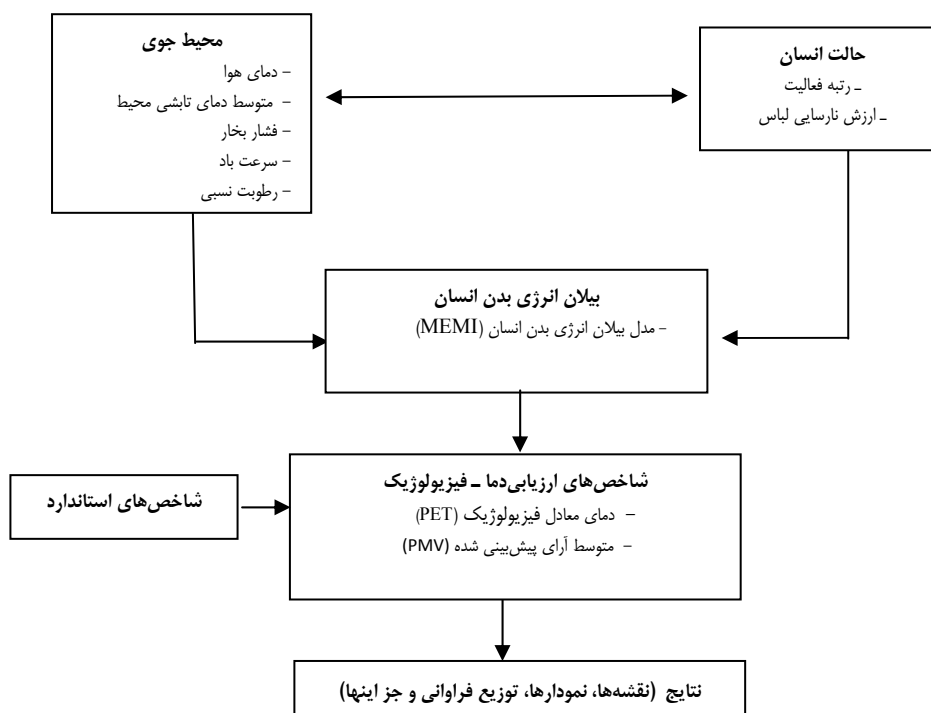 محیط جوی
- دمای هوا
- متوسط دمای تابشی محیط
- فشار بخار
- سرعت باد
- رطوبت نسبی
حالت انسان
ـ رتبه فعالیت
ـ ارزش نارسایی لباس
بیلان انرژی بدن انسان
- مدل بیلان انرژی بدن انسان (MEMI)
شاخص‌های ارزیابی‌دما ـ فیزیولوژیک
- دمای معادل فیزیولوژیک (PET)
- متوسط آرای پیش‌بینی شده (PMV)
شاخص‌های استاندارد
نتایج (نقشه‌ها، نمودارها، توزیع فراوانی و جز اینها)